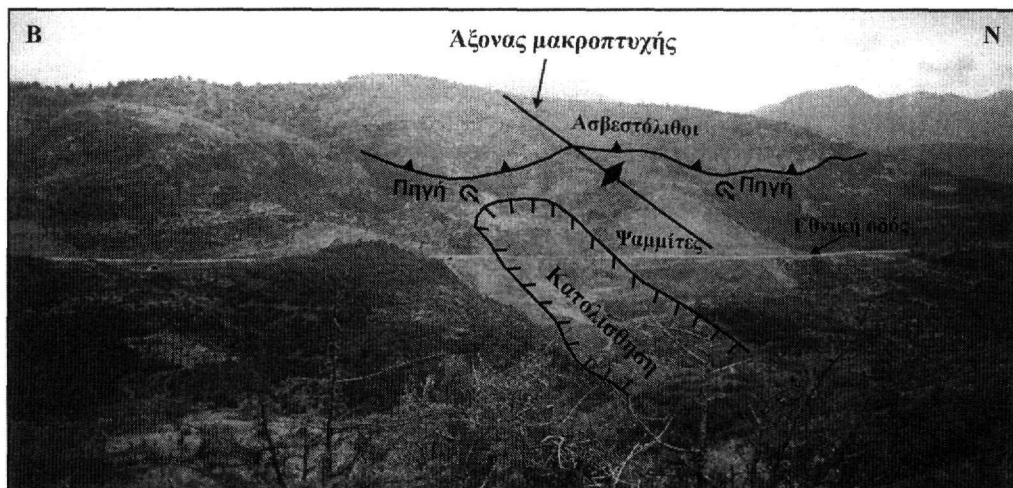 Β
Ν
Άξονας μακροπτυχής
Ασβεστόλιθοι
Πηγή
Πηγή
Εθνική οδός
Ψαμμίτες
Κατολίσθηση